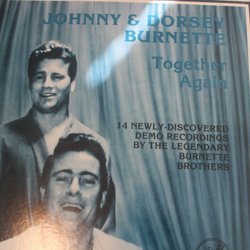 JOHNNY & DORSEY
BURNETTE
Together
Again
14 NEWLY-DISCOVERED
DEMO RECORDINGS
BY THE LEGENDARY
BURNETTE
BROTHERS